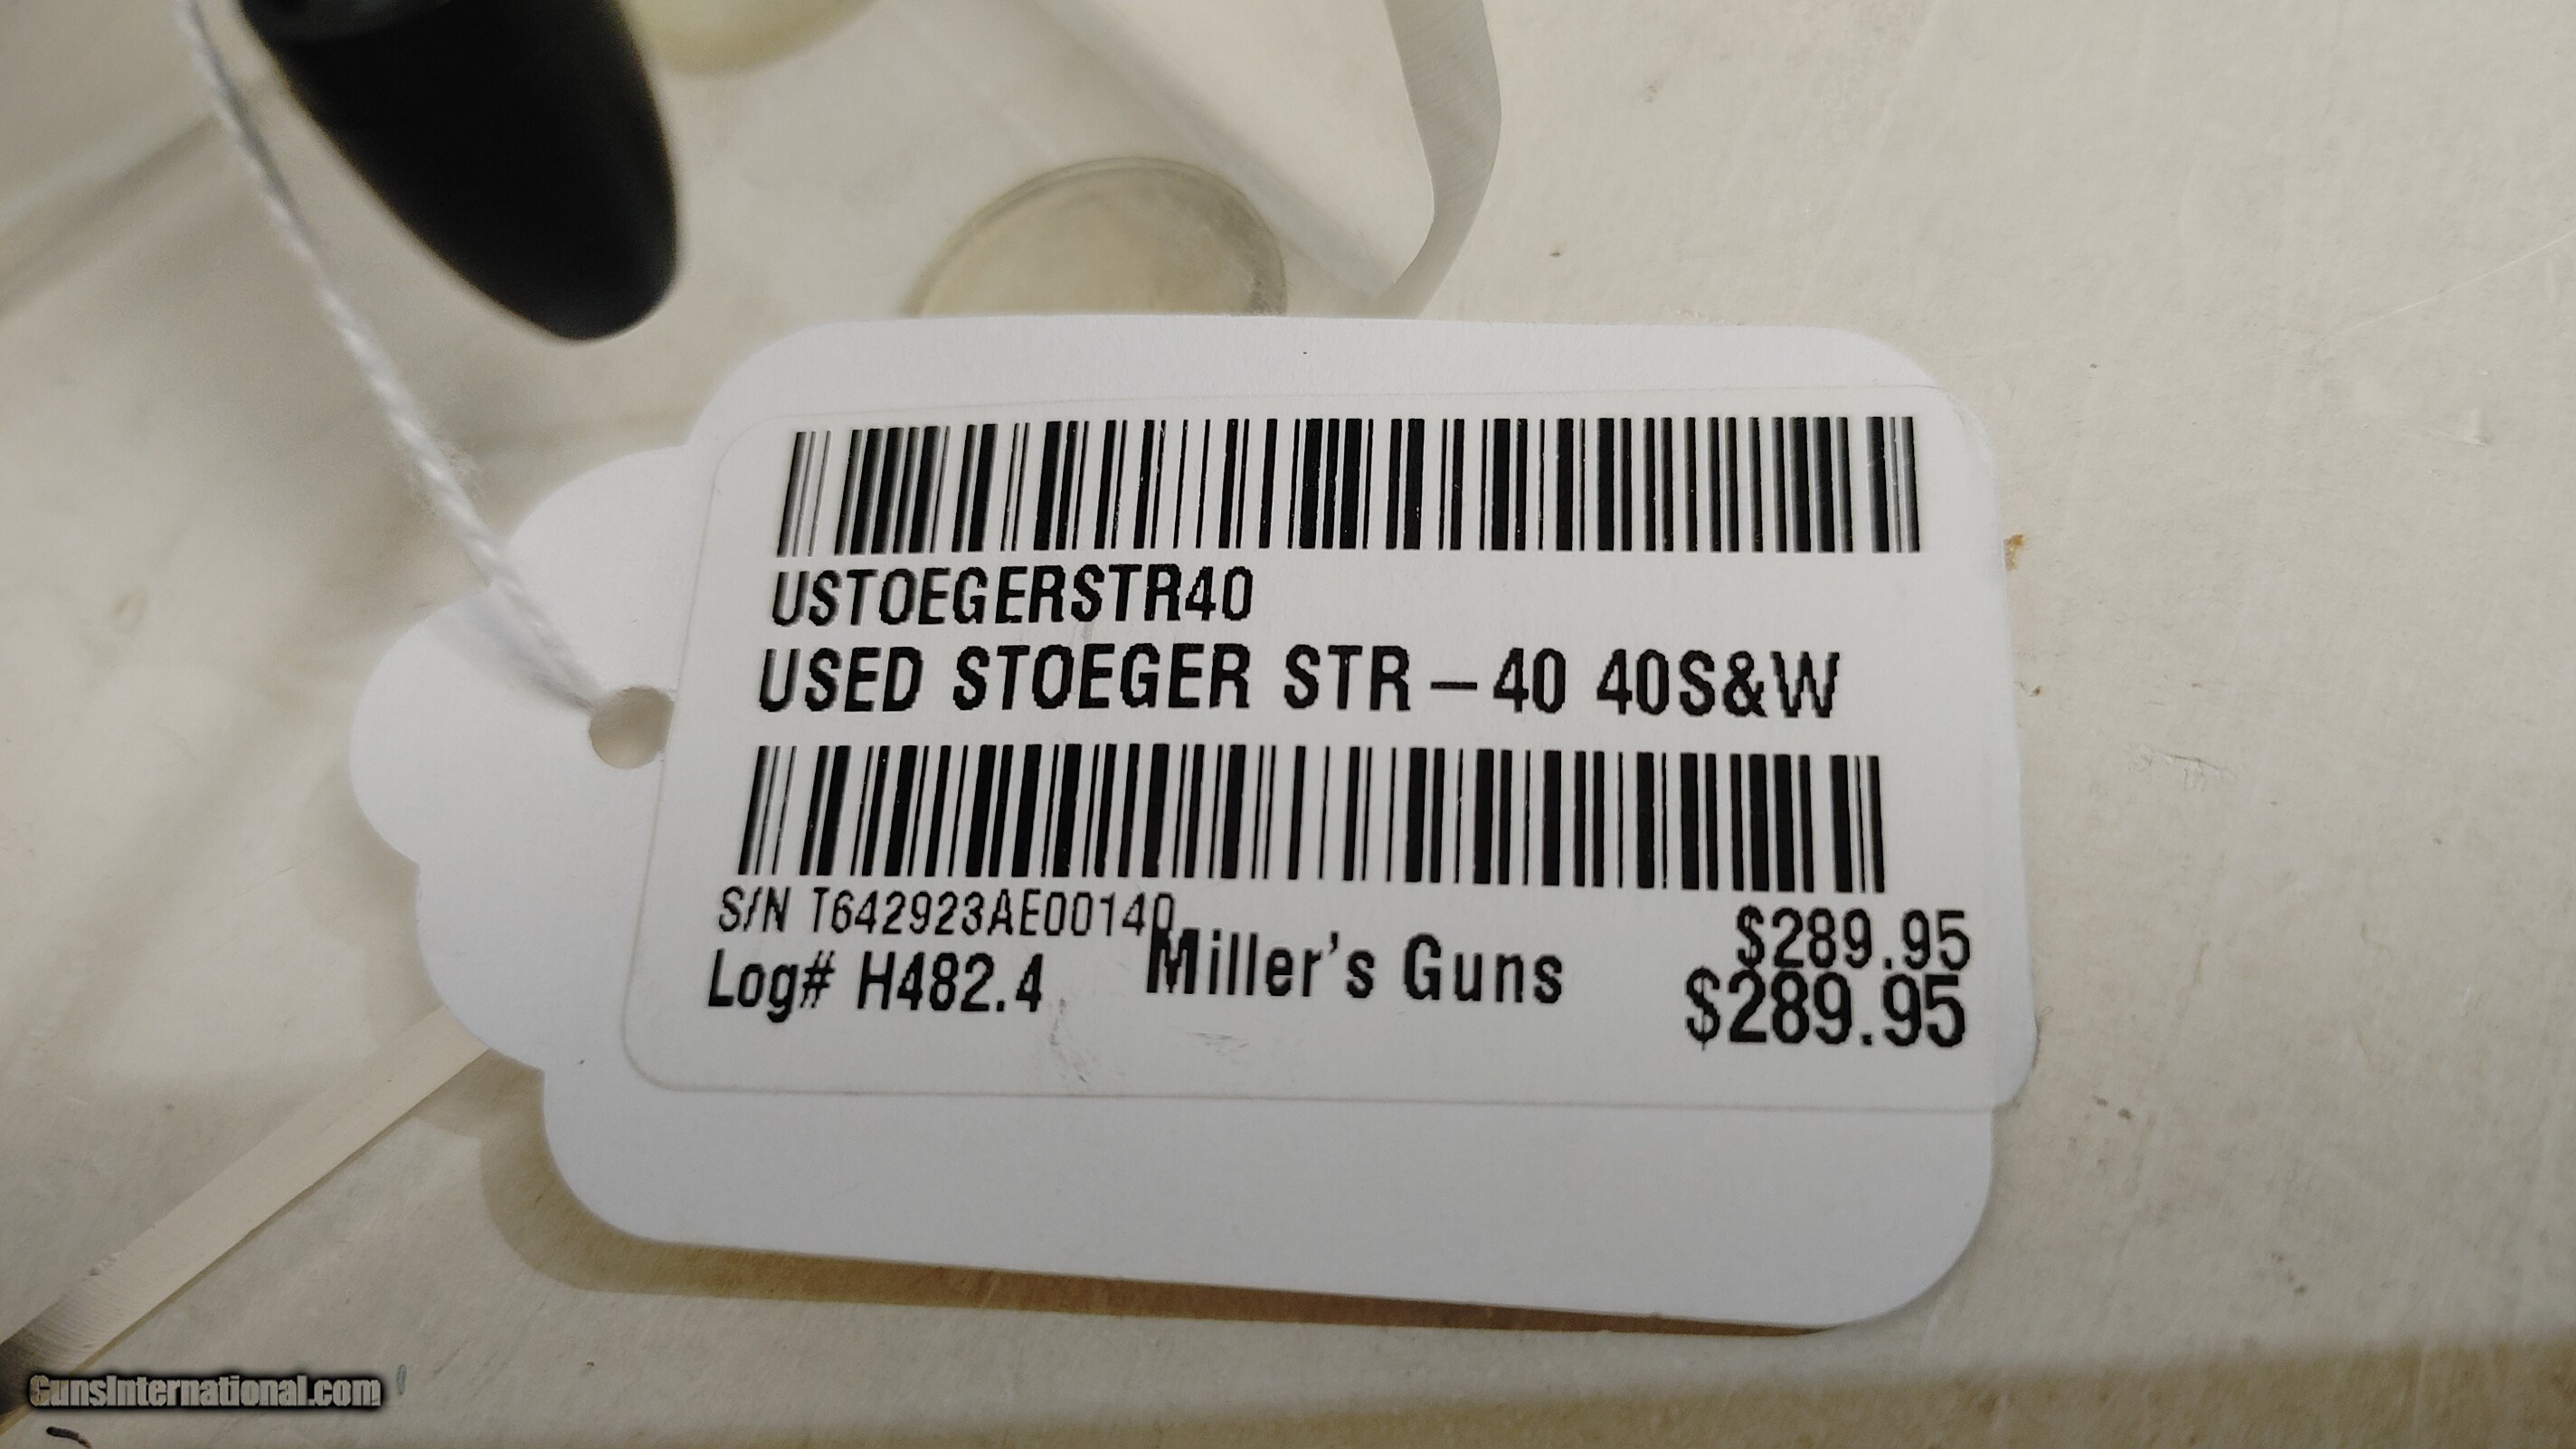 USTOEGERSTR40
USED STOEGER STR-40 40S&W
S/N T642923AE00140
$289.95
Log# H482.4
Miller's Guns
$289.95
GunsInternational.com